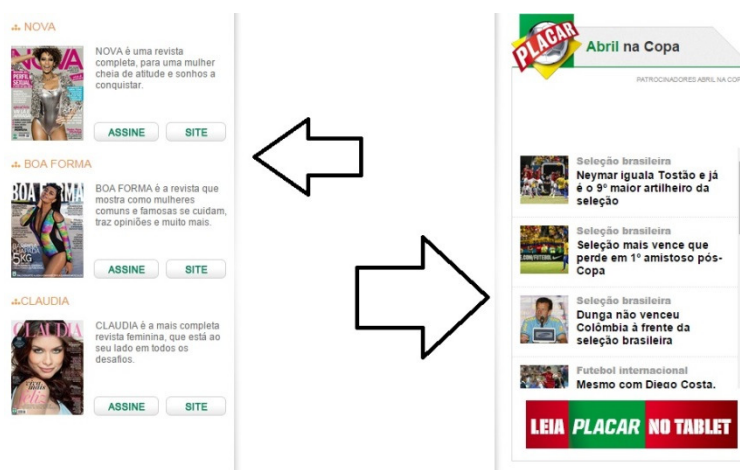 NOVA
NOVA é uma revista
completa, para uma mulher
cheia de atitude e sonhos a
conquistar.
ASSINE SITE
BOA FORMA
BOA FORMA
BOA FORMA é a revista que
mostra como mulheres
comuns e famosas se cuidam,
traz opiniões e muito mais.
5KG
ASSINE SITE
CLAUDIA
CLAUDIA
CLAUDIA é a mais completa
revista feminina, que está ao
seu lado em todos os
desafios.
ASSINE SITE
PLACAR
Abril na Copa
PATROCINADORES ABRIL NA COP
Seleção brasileira
Neymar iguala Tostão e já
é o 9º maior artilheiro da
seleção
Seleção brasileira
Seleção mais vence que
perde em 1º amistoso pós-
Copa
Seleção brasileira
Dunga não venceu
Colômbia à frente da
seleção brasileira
Futebol internacional
Mesmo com Diego Costa,
LEIA PLACAR NO TABLET